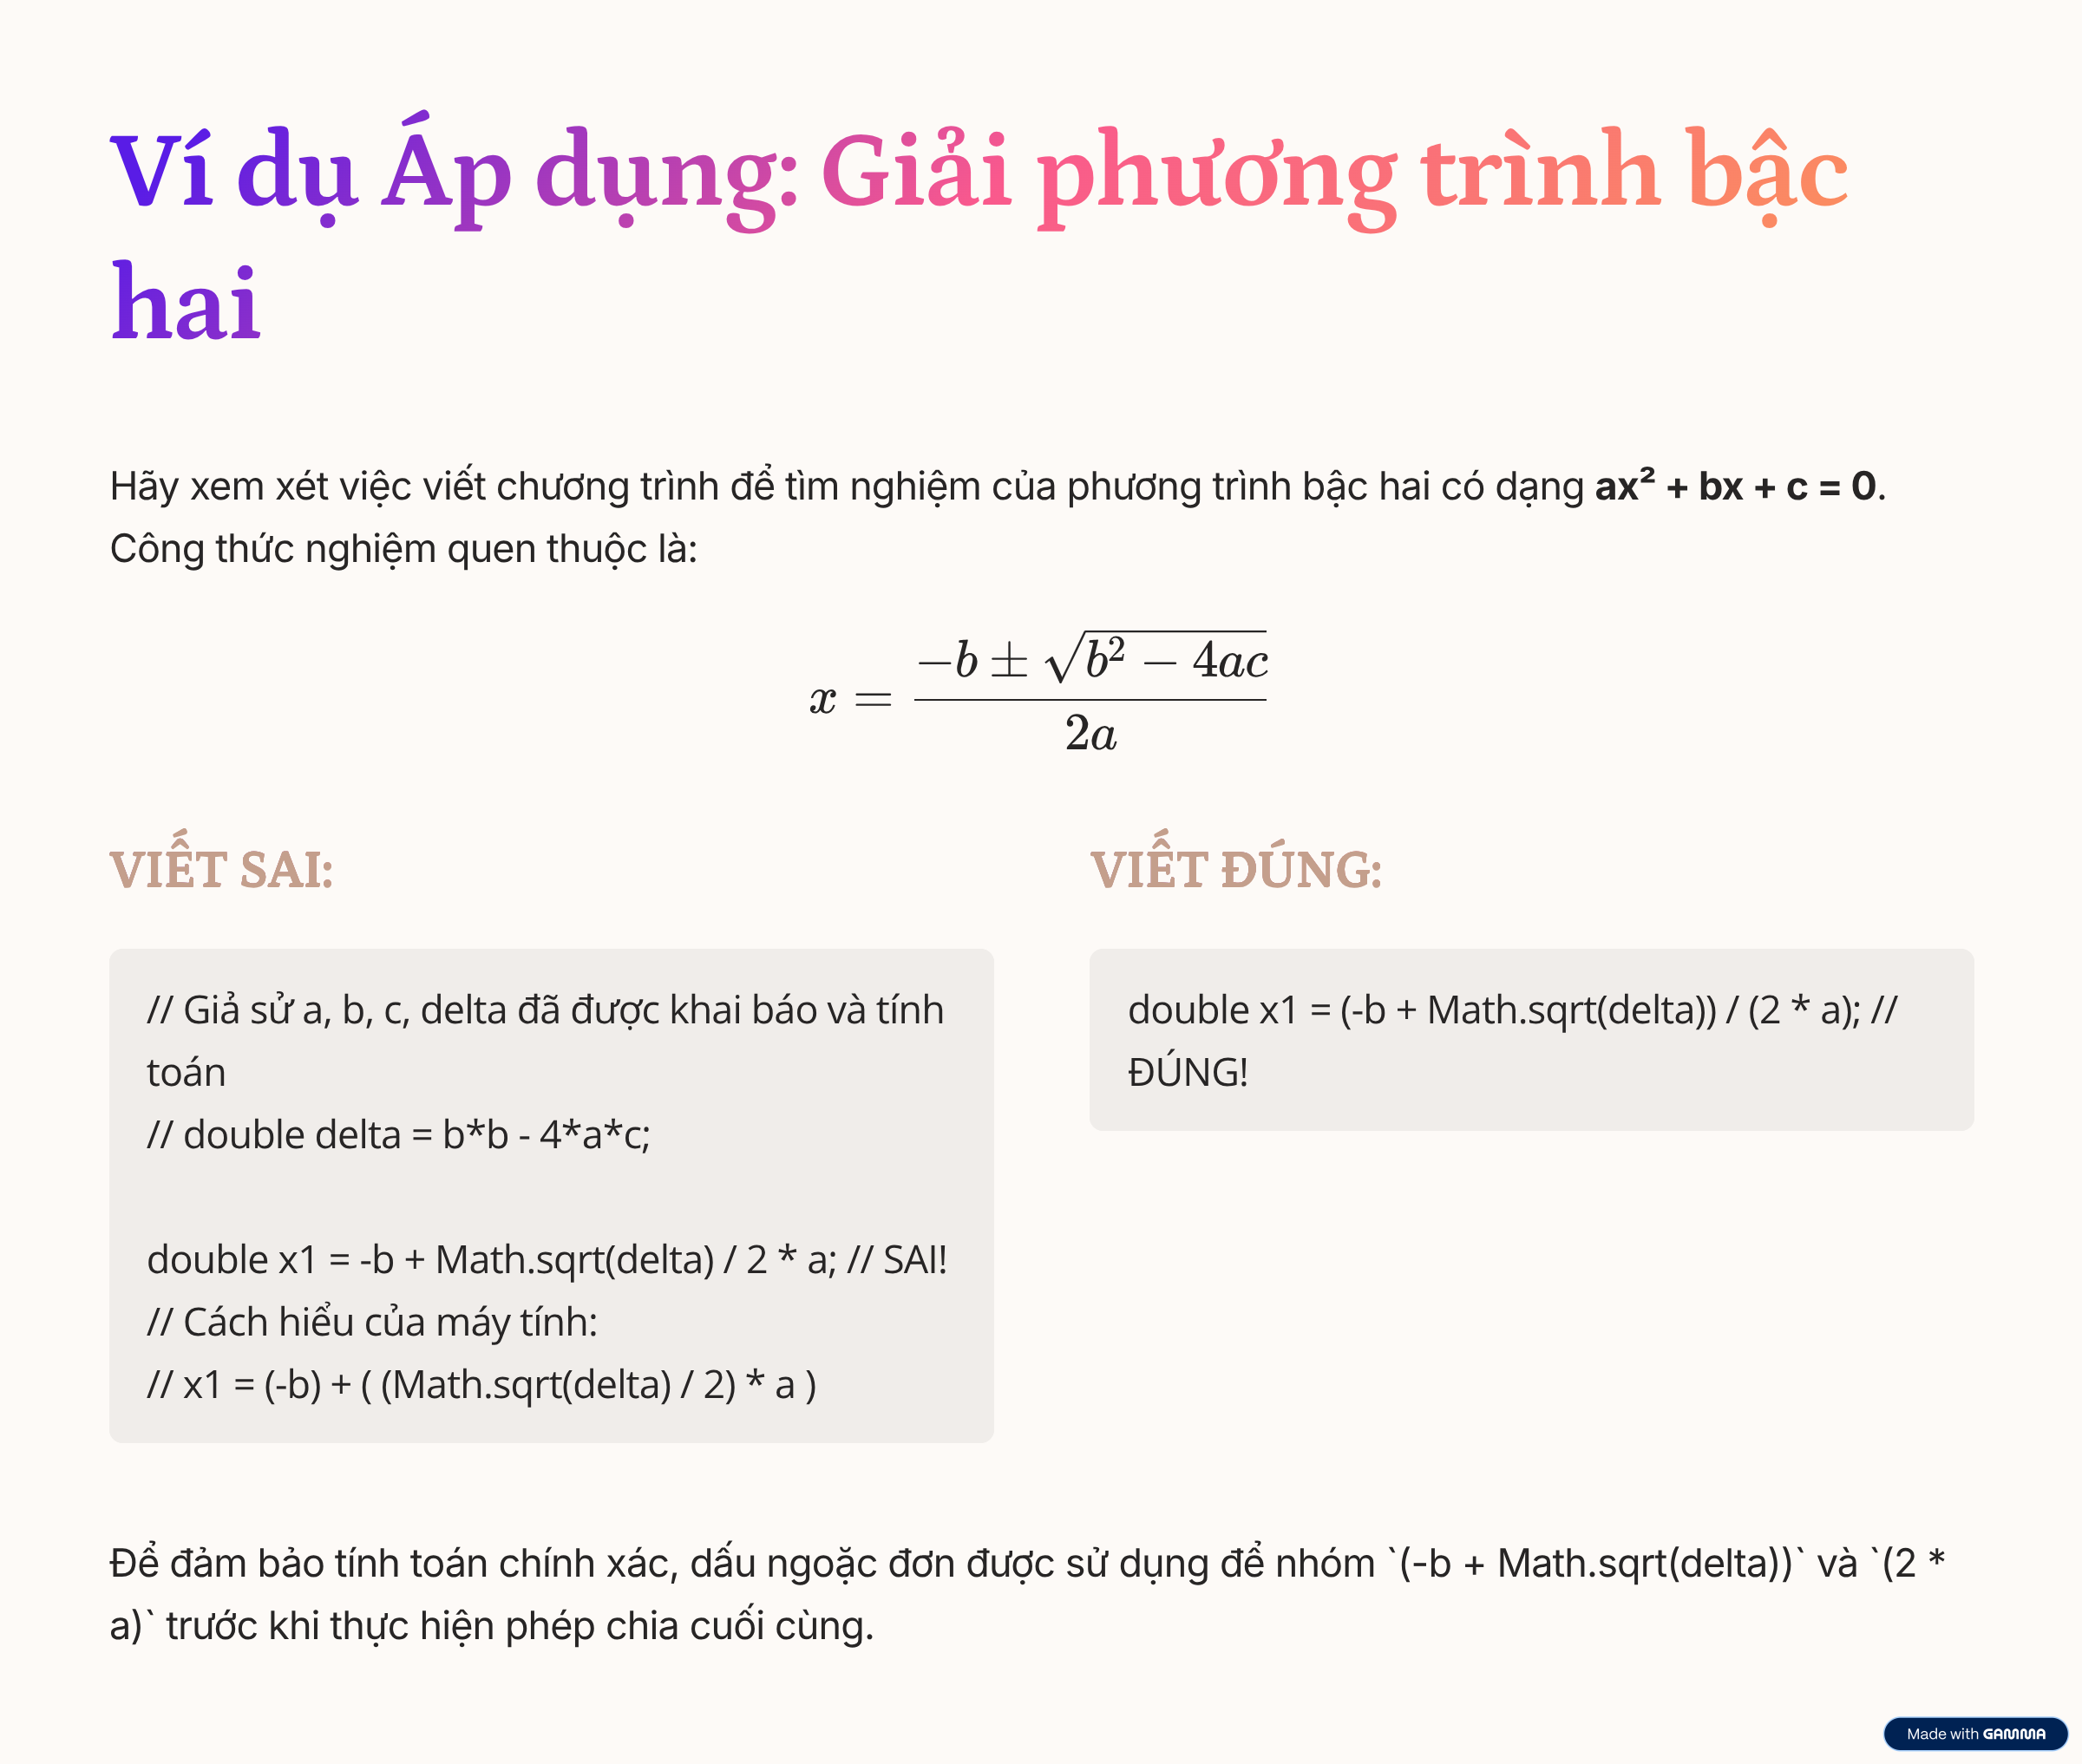 Ví dụ Áp dụng: Giải phương trình bậc
hai
Hãy xem xét việc viết chương trình để tìm nghiệm của phương trình bậc hai có dạng ax² + bx + c = 0.
Công thức nghiệm quen thuộc là:
x = \frac{-b ± \sqrt{b^2 - 4ac}}{2a}
VIẾT SAI:
// Giả sử a, b, c, delta đã được khai báo và tính
toán
// double delta = b*b - 4*a*c;
double x1 = -b + Math.sqrt(delta) / 2 * a; // SAI!
// Cách hiểu của máy tính:
// x1 = (-b) + ( (Math.sqrt(delta) / 2) * a )
VIẾT ĐÚNG:
double x1 = (-b + Math.sqrt(delta)) / (2 * a); //
ĐÚNG!
Để đảm bảo tính toán chính xác, dấu ngoặc đơn được sử dụng để nhóm `(-b + Math.sqrt(delta))` và `(2 *
a)` trước khi thực hiện phép chia cuối cùng.
Made with GAMMA